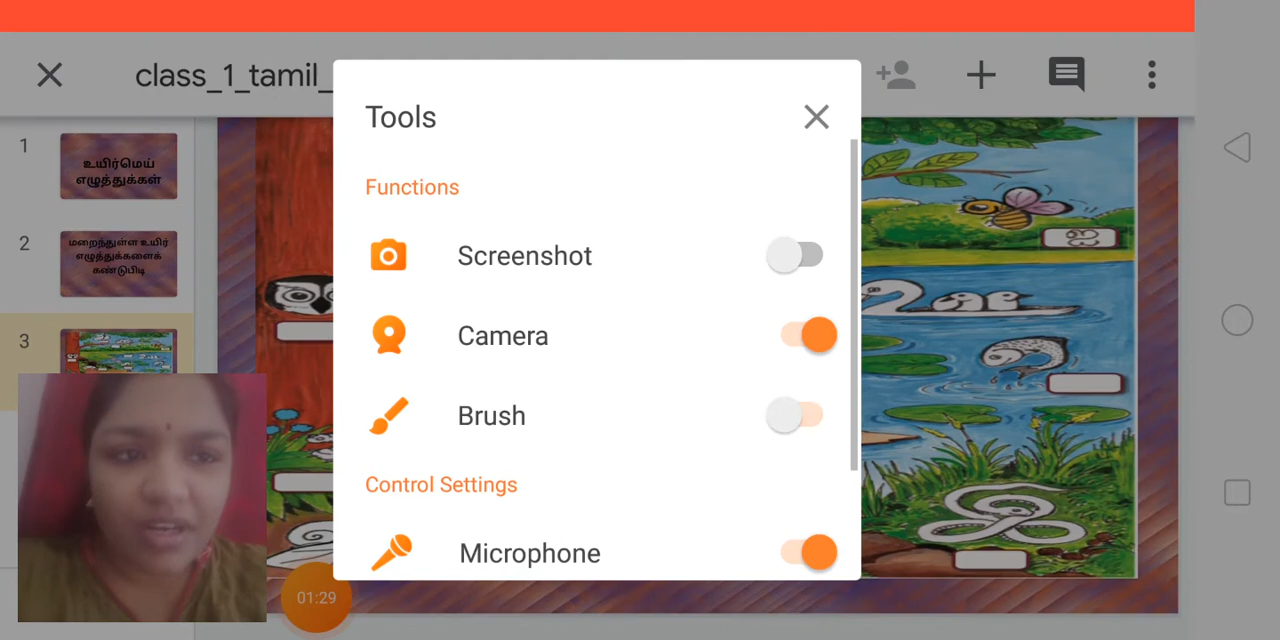 class_1_tamil_
Tools
Functions
Screenshot
Camera
Brush
Control Settings
Microphone
1
உயிர்மெய்
எழுத்துக்கள்
2
மறைந்துள்ள உயிர்
எழுத்துக்களைக்
கண்டுபிடி
3
01:29